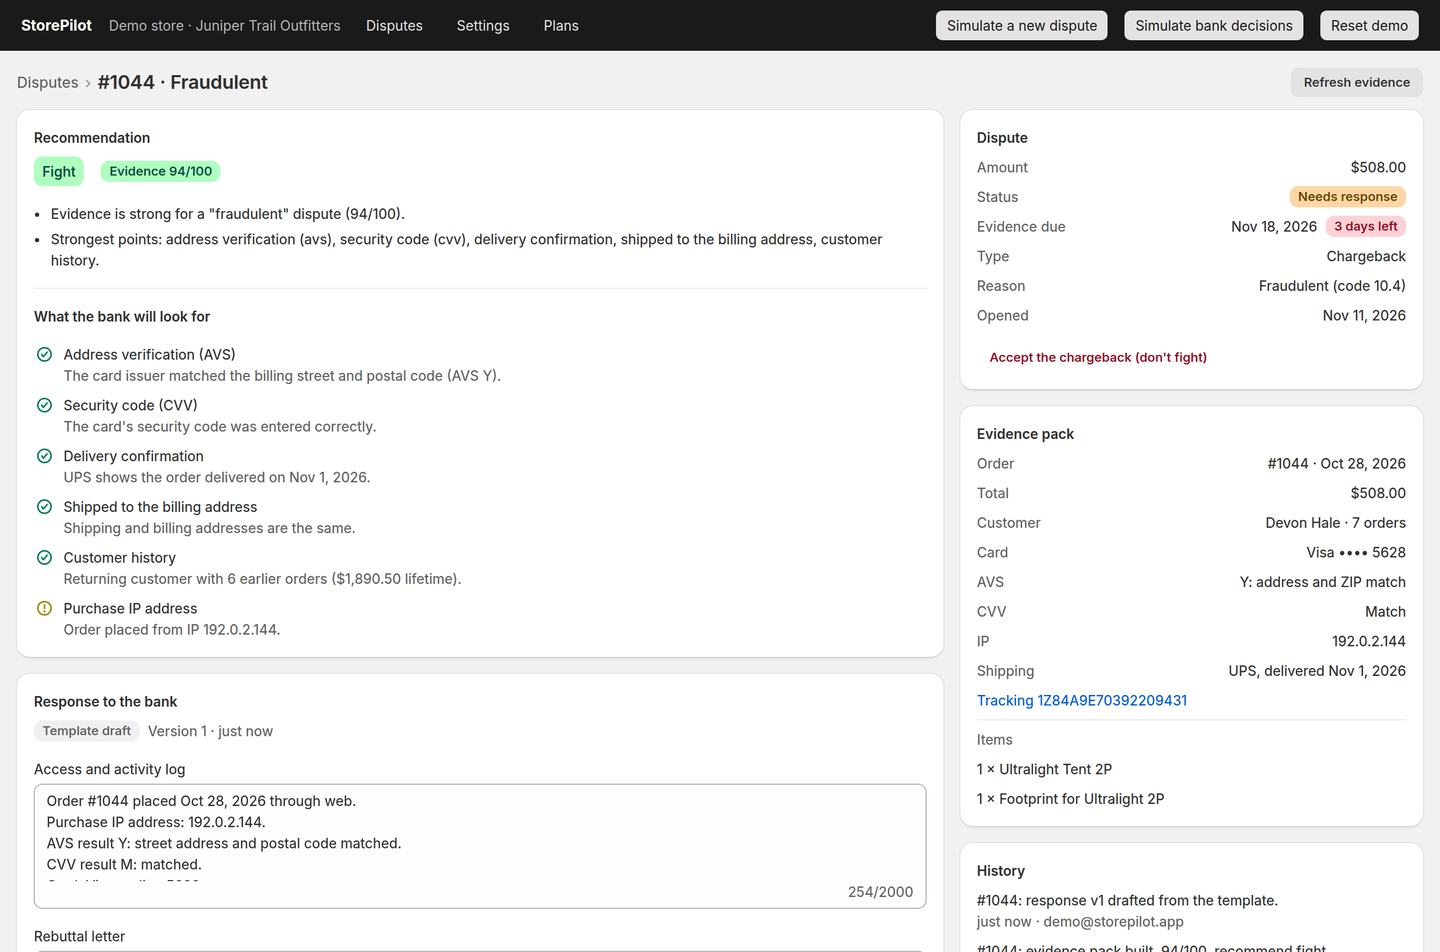 StorePilot Demo store · Juniper Trail Outfitters Disputes Settings Plans Simulate a new dispute Simulate bank decisions Reset demo
Disputes › #1044 · Fraudulent Refresh evidence
Recommendation
Fight Evidence 94/100
• Evidence is strong for a "fraudulent" dispute (94/100).
• Strongest points: address verification (avs), security code (cvv), delivery confirmation, shipped to the billing address, customer
history.
What the bank will look for
Address verification (AVS)
The card issuer matched the billing street and postal code (AVS Y).
Security code (CVV)
The card's security code was entered correctly.
Delivery confirmation
UPS shows the order delivered on Nov 1, 2026.
Shipped to the billing address
Shipping and billing addresses are the same.
Customer history
Returning customer with 6 earlier orders ($1,890.50 lifetime).
Purchase IP address
Order placed from IP 192.0.2.144.
Response to the bank
Template draft Version 1 · just now
Access and activity log
Order #1044 placed Oct 28, 2026 through web.
Purchase IP address: 192.0.2.144.
AVS result Y: street address and postal code matched.
CVV result M: matched.
254/2000
Rebuttal letter
Dispute
Amount $508.00
Status Needs response
Evidence due Nov 18, 2026 3 days left
Type Chargeback
Reason Fraudulent (code 10.4)
Opened Nov 11, 2026
Accept the chargeback (don't fight)
Evidence pack
Order #1044 · Oct 28, 2026
Total $508.00
Customer Devon Hale · 7 orders
Card Visa •••• 5628
AVS Y: address and ZIP match
CVV Match
IP 192.0.2.144
Shipping UPS, delivered Nov 1, 2026
Tracking 1Z84A9E70392209431
Items
1 × Ultralight Tent 2P
1 × Footprint for Ultralight 2P
History
#1044: response v1 drafted from the template.
just now · demo@storepilot.app
#1044: evidence pack built, 94/100, recommend fight